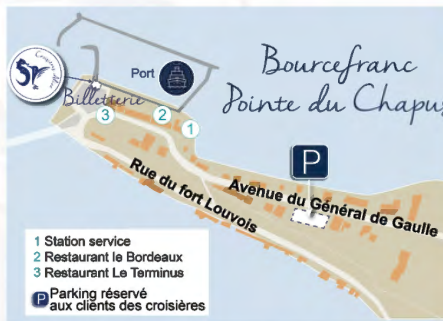 Bourcefranc
Pointe du Chapus
Port
Billetterie
3
2
1
P
Avenue du Général de Gaulle
Rue du fort Louvois
1 Station service
2 Restaurant le Bordeaux
3 Restaurant Le Terminus
P Parking réservé
aux clients des croisières